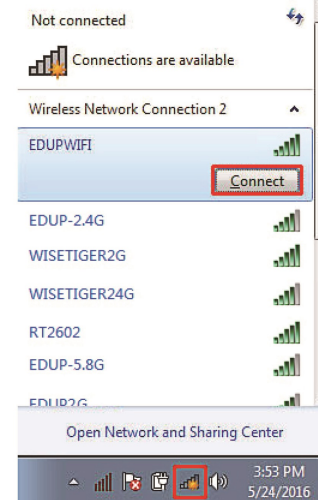 Not connected
Connections are available
Wireless Network Connection 2
EDUPWIFI
Connect
EDUP-2.4G
WISETIGER2G
WISETIGER24G
RT2602
EDUP-5.8G
EDUP2G
Open Network and Sharing Center
3:53 PM
5/24/2016